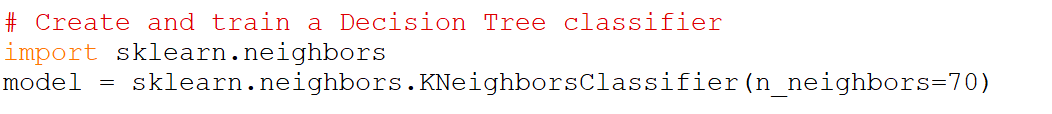 # Create and train a Decision Tree classifier
import sklearn.neighbors
model = sklearn.neighbors.KNeighborsClassifier(n_neighbors=70)